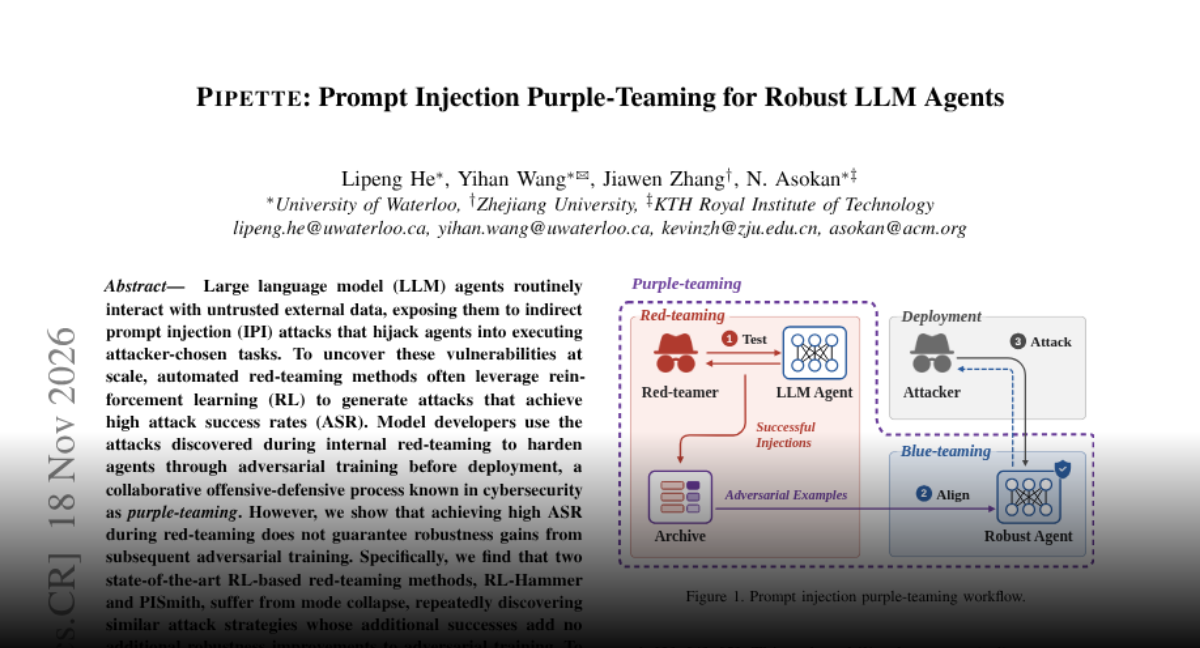 PIPETTE: Prompt Injection Purple-Teaming for Robust LLM Agents
Lipeng He*, Yihan Wang*✉, Jiawen Zhang†, N. Asokan*‡
*University of Waterloo, †Zhejiang University, ‡KTH Royal Institute of Technology
lipeng.he@uwaterloo.ca, yihan.wang@uwaterloo.ca, kevinzh@zju.edu.cn, asokan@acm.org
s.CR] 18 Nov 2026
Abstract— Large language model (LLM) agents routinely
interact with untrusted external data, exposing them to indirect
prompt injection (IPI) attacks that hijack agents into executing
attacker-chosen tasks. To uncover these vulnerabilities at
scale, automated red-teaming methods often leverage rein-
forcement learning (RL) to generate attacks that achieve
high attack success rates (ASR). Model developers use the
attacks discovered during internal red-teaming to harden
agents through adversarial training before deployment, a
collaborative offensive-defensive process known in cybersecurity
as purple-teaming. However, we show that achieving high ASR
during red-teaming does not guarantee robustness gains from
subsequent adversarial training. Specifically, we find that two
state-of-the-art RL-based red-teaming methods, RL-Hammer
and PISmith, suffer from mode collapse, repeatedly discovering
similar attack strategies whose additional successes add no
additional robustness improvements to adversarial training. To
Purple-teaming
Red-teaming
1 Test
Red-teamer
LLM Agent
Successful
Injections
Archive
Adversarial Examples
Deployment
3 Attack
Attacker
Blue-teaming
2 Align
Robust Agent
Figure 1. Prompt injection purple-teaming workflow.